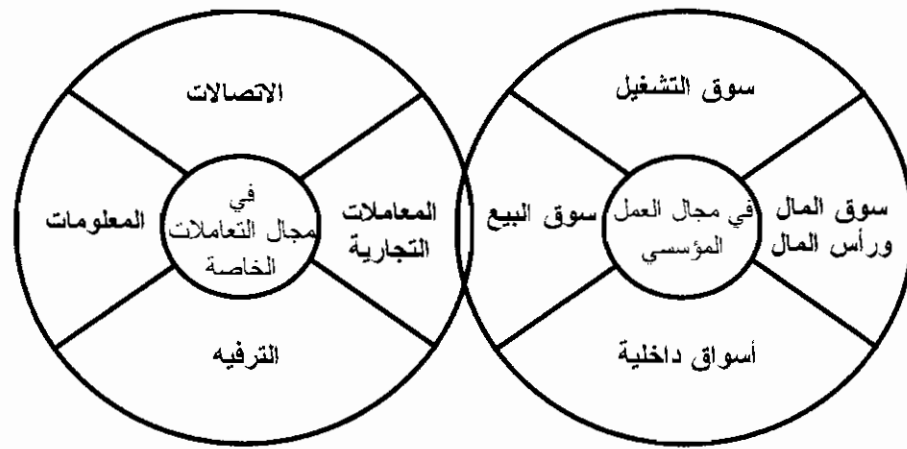 سوق التشغيل
سوق المال
ورأس المال
في مجال العمل
المؤسسي
سوق البيع
أسواق داخلية
الاتصالات
المعاملات
التجارية
في
مجال التعاملات
الخاصة
المعلومات
الترفيه